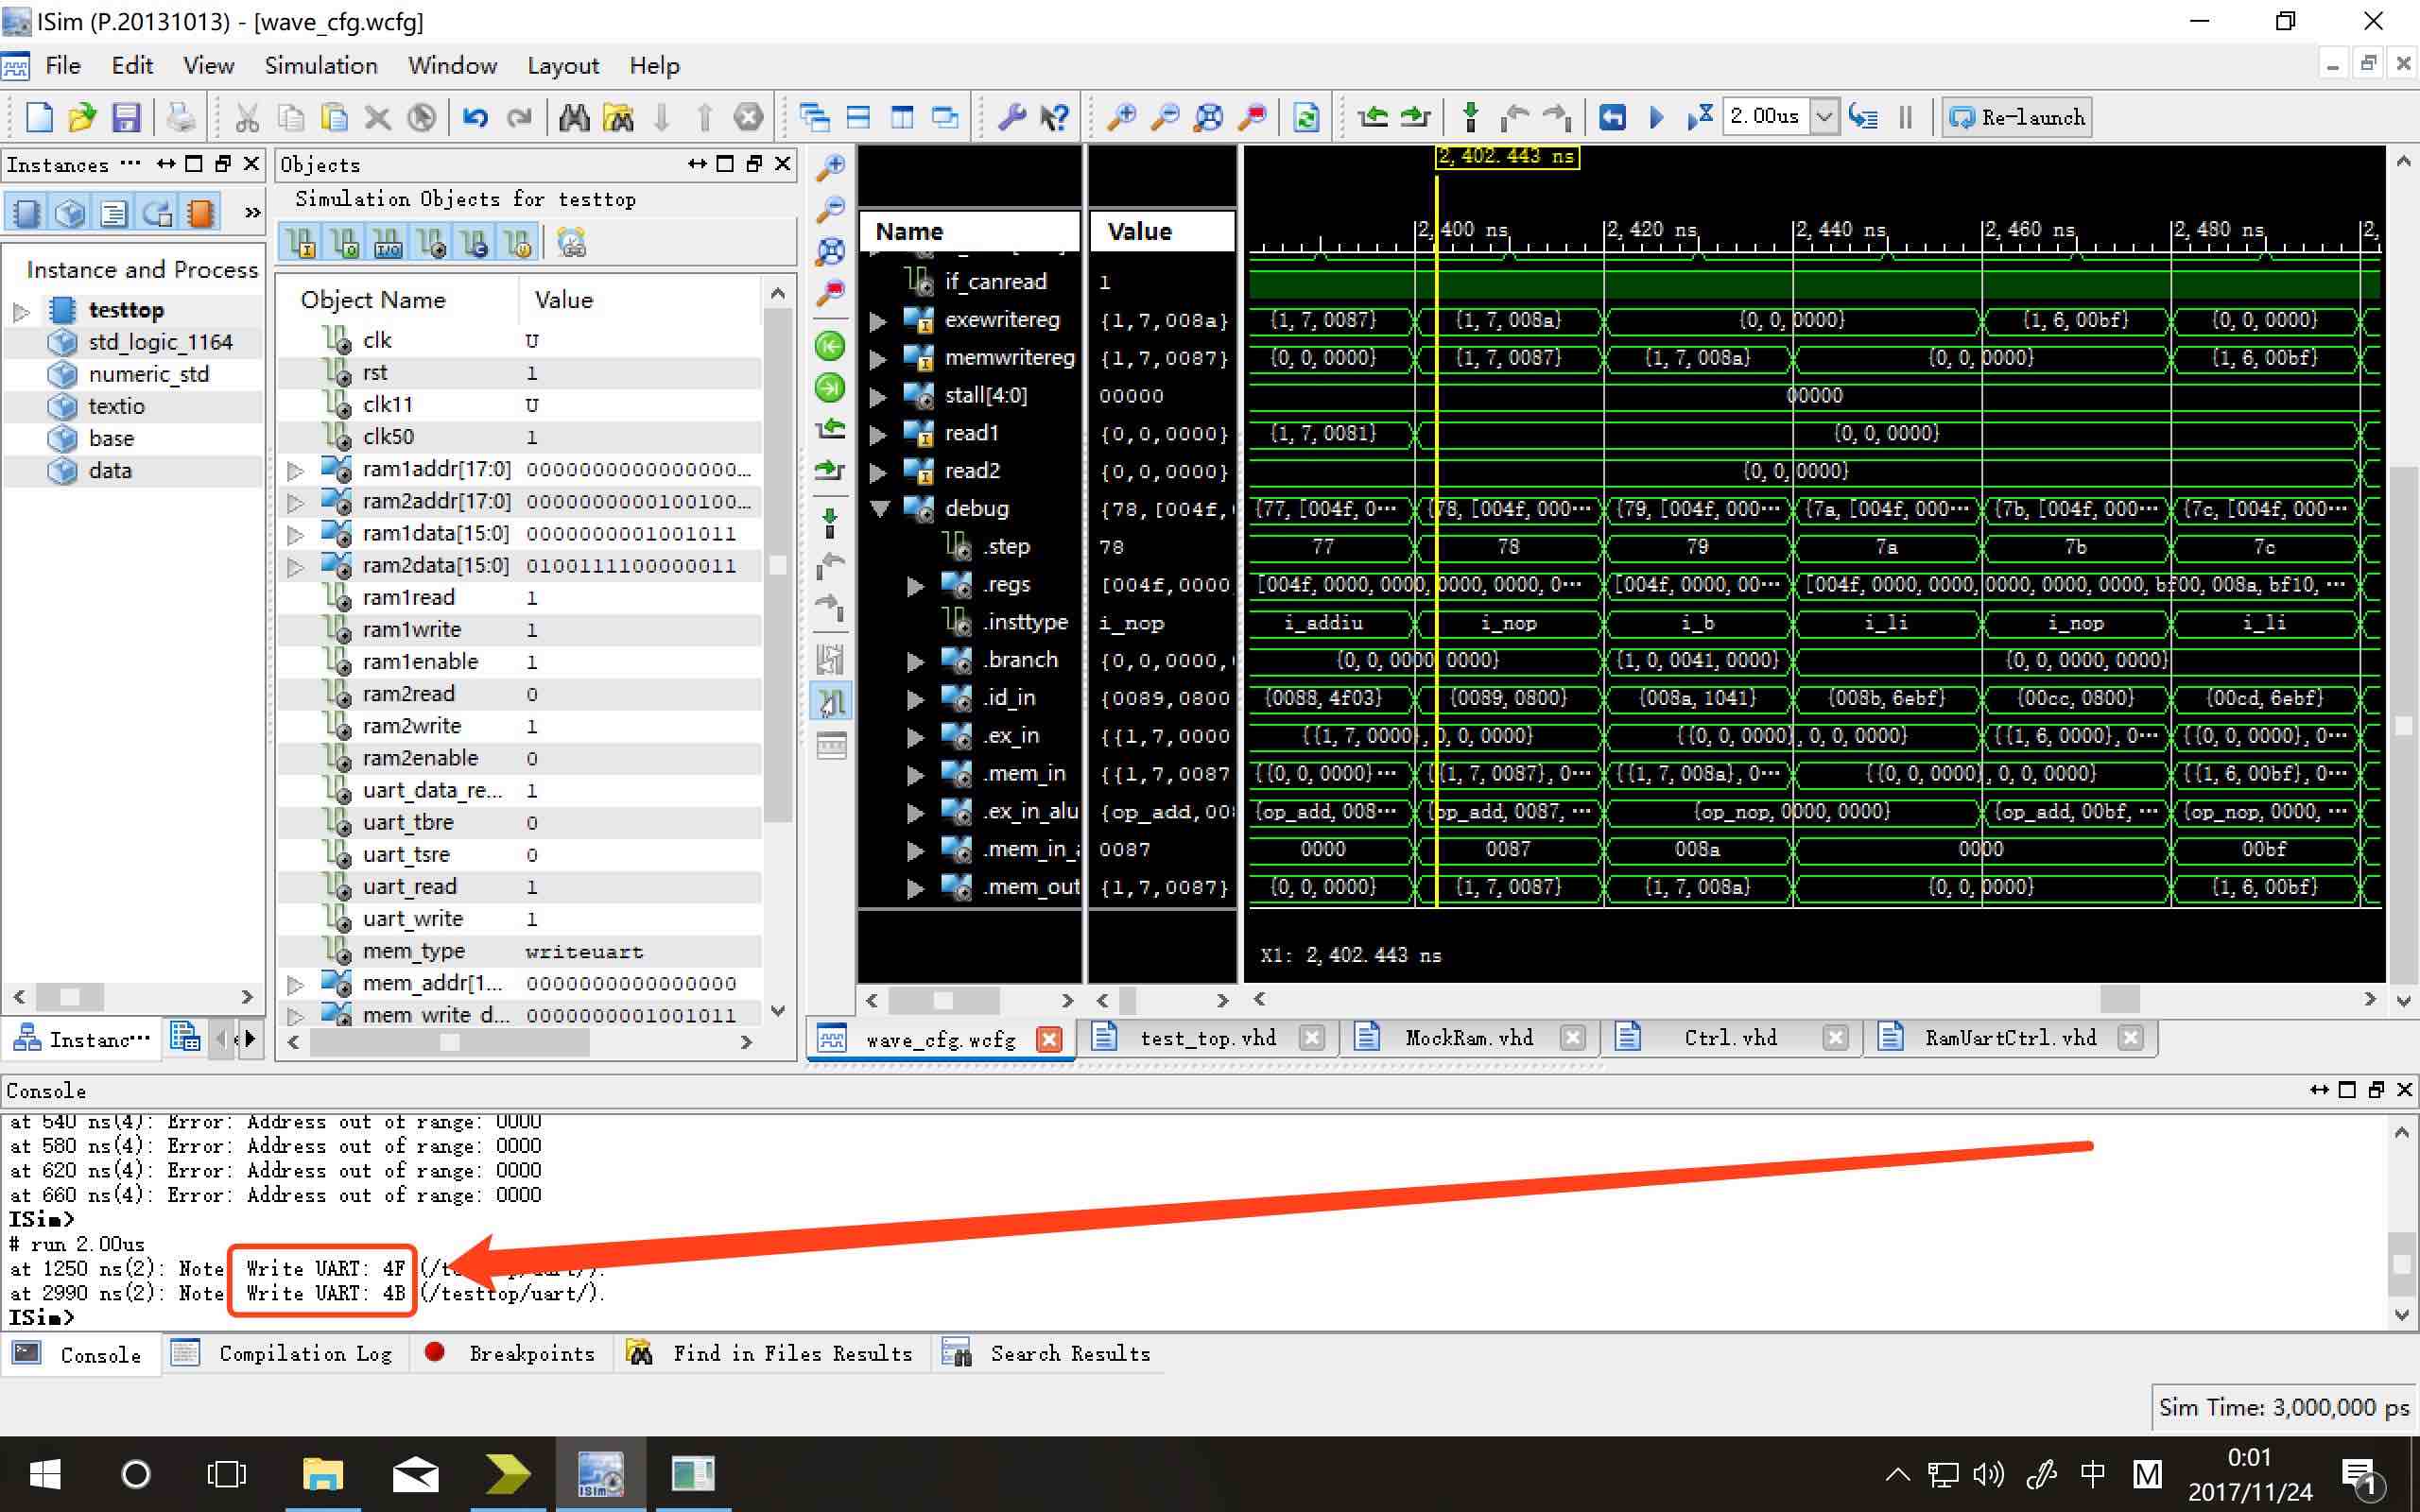 ISim (P.20131013) - [wave_cfg.wcfg]
File Edit View Simulation Window Layout Help
2.00us Re-launch
Instances ···
Instance and Process
testtop
std_logic_1164
numeric_std
textio
base
data
Instanc···
Objects
Simulation Objects for testtop
Object Name Value
clk U
rst 1
clk11 U
clk50 1
ram1addr[17:0] 0000000000000000...
ram2addr[17:0] 0000000000100100...
ram1data[15:0] 0000000001001011
ram2data[15:0] 0100111100000011
ram1read 1
ram1write 1
ram1enable 1
ram2read 0
ram2write 1
ram2enable 0
uart_data_re... 1
uart_tbre 0
uart_tsre 0
uart_read 1
uart_write 1
mem_type writeuart
mem_addr[1... 0000000000000000
mem write d... 0000000001001011
2,402.443 ns
Name Value 2,400 ns 2,420 ns 2,440 ns 2,460 ns 2,480 ns 2,
if_canread 1
exewritereg {1,7,008a} {1,7,0087} {1,7,008a} {0,0,0000} {1,6,00bf} {0,0,0000}
memwritereg {1,7,0087} {0,0,0000} {1,7,0087} {1,7,008a} {0,0,0000} {1,6,00bf}
stall[4:0] 00000 00000
read1 {0,0,0000} {1,7,0081} {0,0,0000}
read2 {0,0,0000} {0,0,0000}
debug {78,[004f, {77,[004f,0··· {78,[004f,000··· {79,[004f,000··· {7a,[004f,000··· {7b,[004f,000··· {7c,[004f,000···
.step 78 77 78 79 7a 7b 7c
.regs [004f,0000 [004f,0000,0000,0000,0000,0··· [004f,0000,00··· [004f,0000,0000,0000,0000,0000,bf00,008a,bf10,···
.insttype i_nop i_addiu i_nop i_b i_li i_nop i_li
.branch {0,0,0000, {0,0,0000,0000} {1,0,0041,0000} {0,0,0000,0000}
.id_in {0089,0800 {0088,4f03} {0089,0800} {008a,1041} {008b,6ebf} {00cc,0800} {00cd,6ebf}
.ex_in {{1,7,0000 {{1,7,0000},0,0,0000} {{0,0,0000},0,0,0000} {{1,6,0000},0··· {{0,0,0000},0···
.mem_in {{1,7,0087 {{0,0,0000}··· {{1,7,0087},0··· {{1,7,008a},0··· {{0,0,0000},0,0,0000} {{1,6,00bf},0···
.ex_in_alu {op_add,00 {op_add,008··· {op_add,0087,··· {op_nop,0000,0000} {op_add,00bf,··· {op_nop,0000,···
.mem_in_ 0087 0000 0087 008a 0000 00bf
.mem_out {1,7,0087} {0,0,0000} {1,7,0087} {1,7,008a} {0,0,0000} {1,6,00bf}
X1: 2,402.443 ns
wave_cfg.wcfg test_top.vhd MockRam.vhd Ctrl.vhd RamUartCtrl.vhd
Console
at 540 ns(4): Error: Address out of range: 0000
at 580 ns(4): Error: Address out of range: 0000
at 620 ns(4): Error: Address out of range: 0000
at 660 ns(4): Error: Address out of range: 0000
ISim>
# run 2.00us
at 1250 ns(2): Note Write UART: 4F
at 2990 ns(2): Note Write UART: 4B (/testtop/uart/).
ISim>
Console Compilation Log Breakpoints Find in Files Results Search Results
Sim Time: 3,000,000 ps
ISim
中 M
0:01
2017/11/24
1